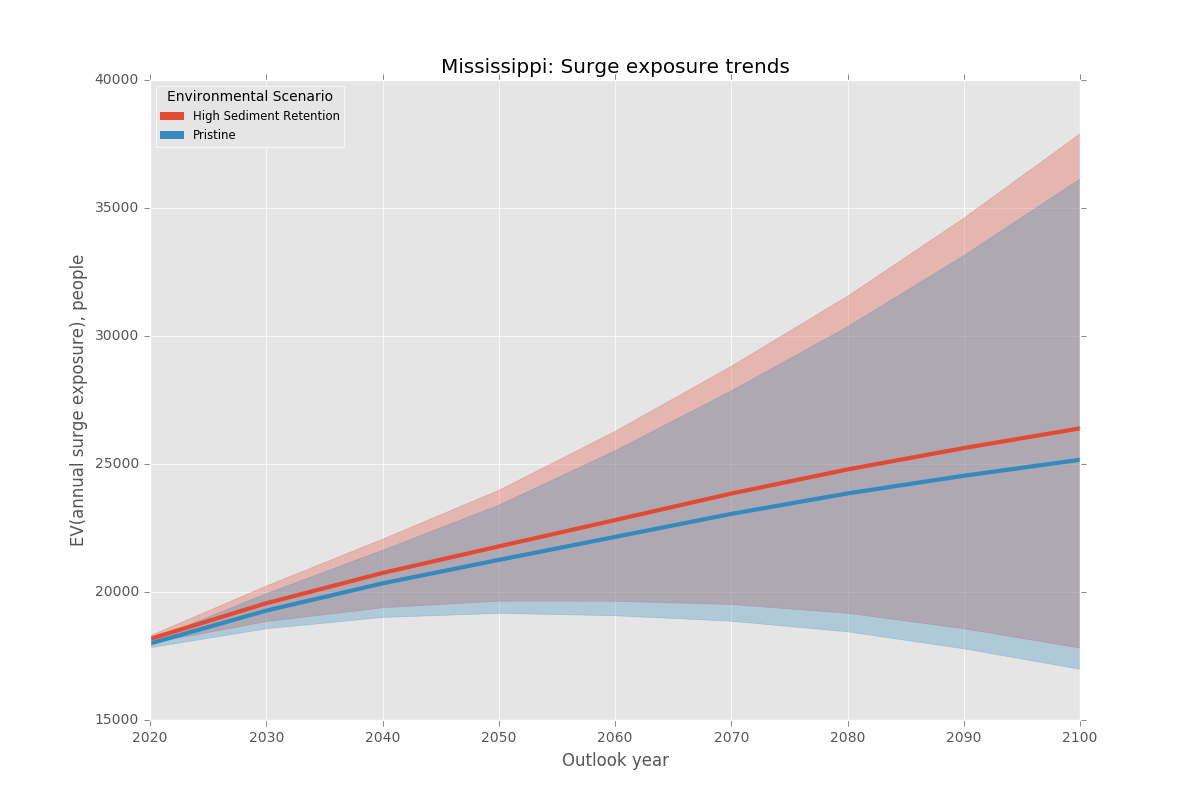 Mississippi: Surge exposure trends
Environmental Scenario
High Sediment Retention
Pristine
40000
35000
30000
25000
20000
15000
EV(annual surge exposure), people
2020 2030 2040 2050 2060 2070 2080 2090 2100
Outlook year